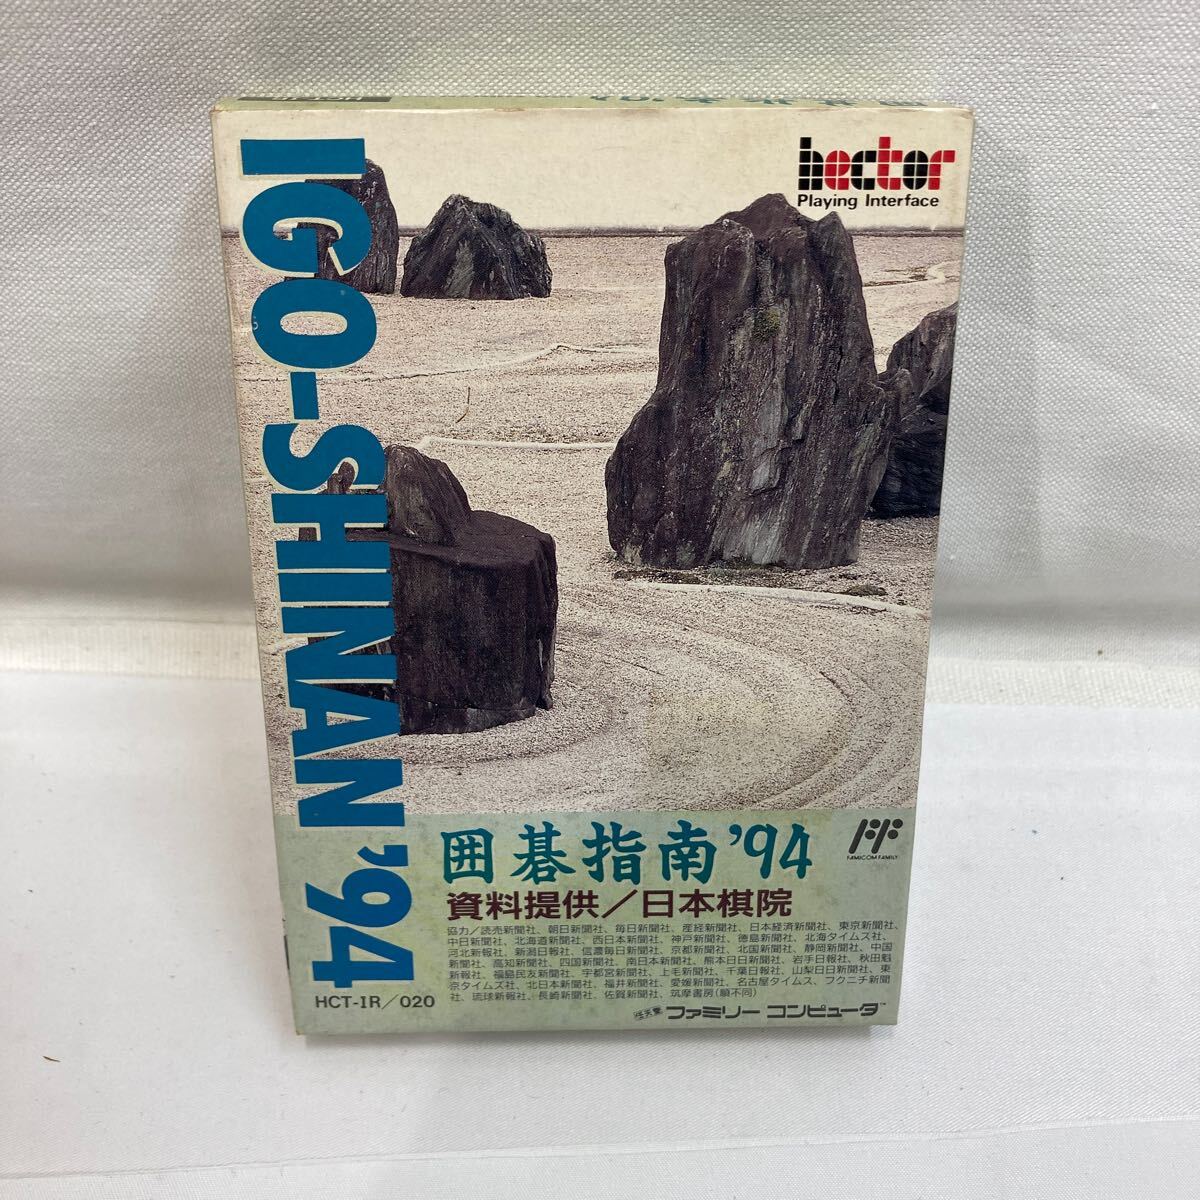 hector
Playing Interface
IGO-SHINAN '94
囲碁指南'94
FAMICOM FAMILY
資料提供/日本棋院
協力/読売新聞社、朝日新聞社、毎日新聞社、産経新聞社、日本経済新聞社、東京新聞社、
中日新聞社、北海道新聞社、西日本新聞社、神戸新聞社、徳島新聞社、北海タイムス社、
河北新報社、新潟日報社、信濃毎日新聞社、京都新聞社、北国新聞社、静岡新聞社、中国
新聞社、高知新聞社、四国新聞社、南日本新聞社、熊本日日新聞社、岩手日報社、秋田魁
新報社、福島民友新聞社、宇都宮新聞社、上毛新聞社、千葉日報社、山梨日日新聞社、東
京タイムズ社、北日本新聞社、福井新聞社、愛媛新聞社、名古屋タイムス、フクニチ新聞
社、琉球新報社、長崎新聞社、佐賀新聞社、筑摩書房(順不同)
HCT-IR/020
任天堂 ファミリー コンピュータ™